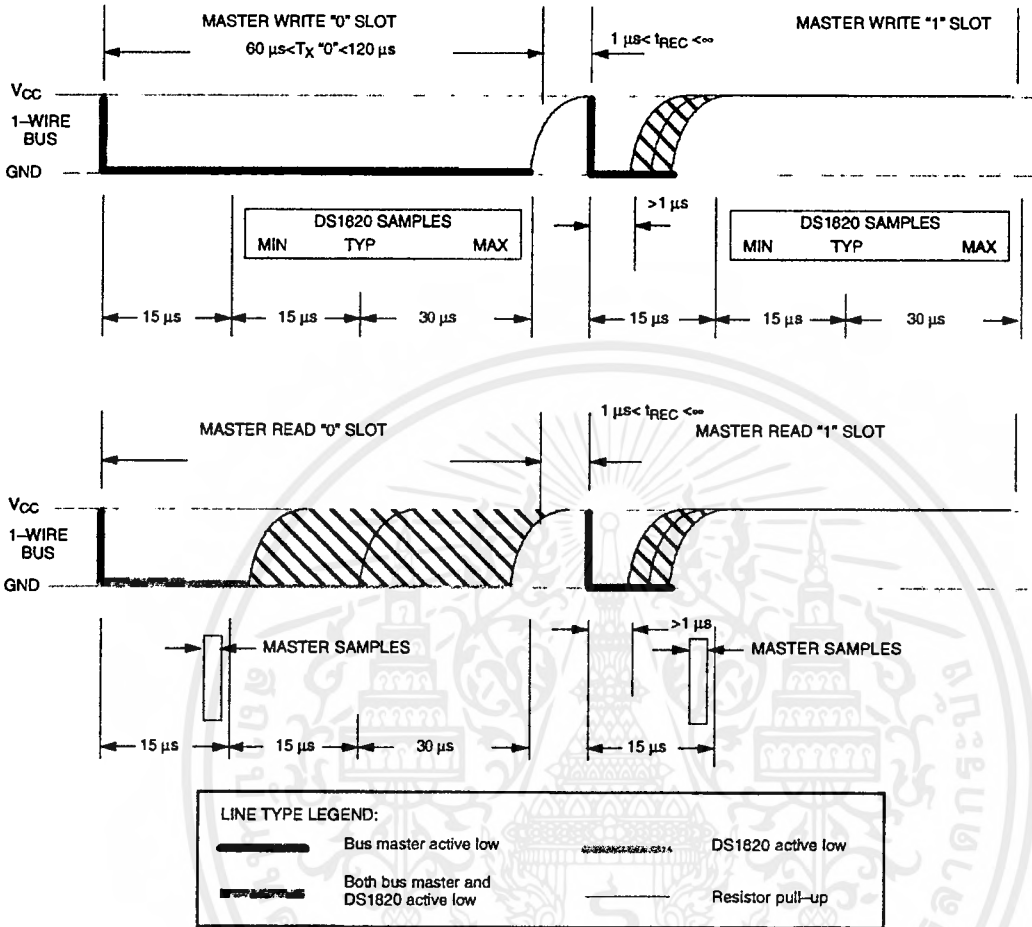 MASTER WRITE "0" SLOT
MASTER WRITE "1" SLOT
60 µs<TX "0"<120 µs
1 µs< tREC <∞
VCC
1–WIRE
BUS
GND
>1 µs
DS1820 SAMPLES
MIN TYP MAX
DS1820 SAMPLES
MIN TYP MAX
15 µs 15 µs 30 µs
15 µs 15 µs 30 µs
1 µs< tREC <∞
MASTER READ "0" SLOT
MASTER READ "1" SLOT
VCC
1–WIRE
BUS
GND
>1 µs
MASTER SAMPLES
MASTER SAMPLES
15 µs 15 µs 30 µs
15 µs
LINE TYPE LEGEND:
Bus master active low
DS1820 active low
Both bus master and
DS1820 active low
Resistor pull–up